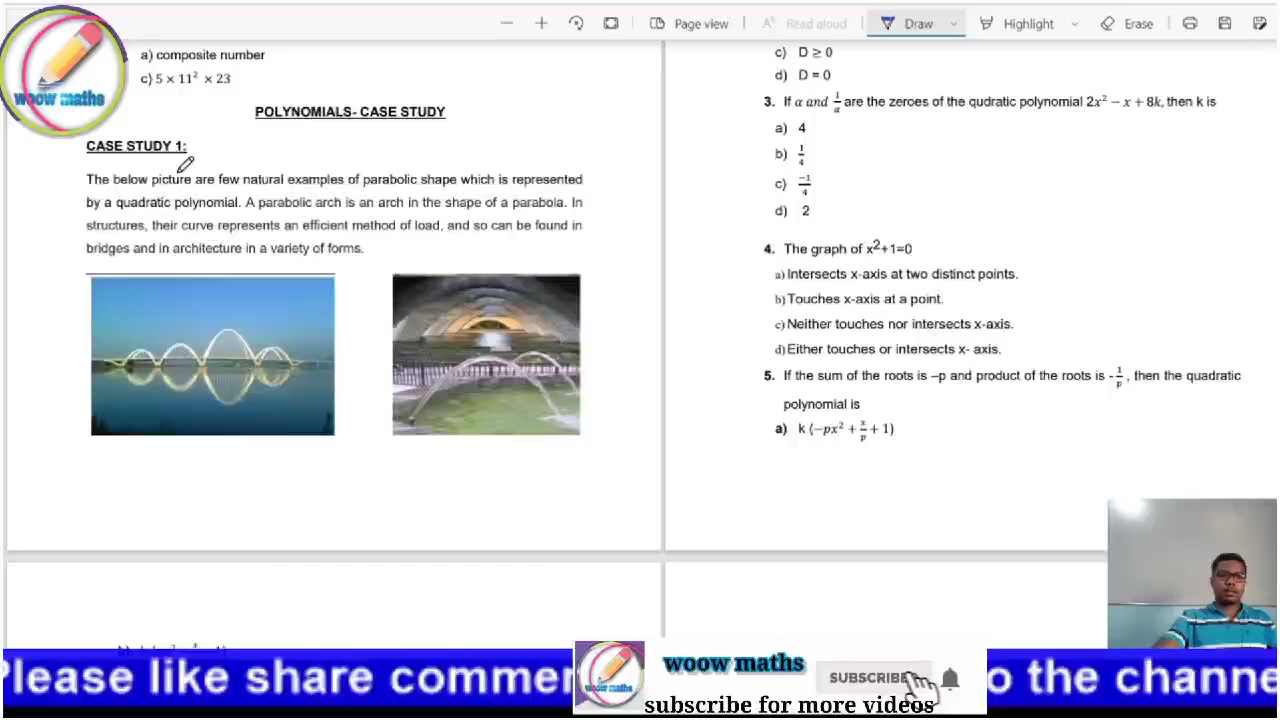 Page view
Read aloud
Draw
Highlight
Erase
woow maths
a) composite number
c) 5 × 11² × 23
POLYNOMIALS- CASE STUDY
CASE STUDY 1:
The below picture are few natural examples of parabolic shape which is represented
by a quadratic polynomial. A parabolic arch is an arch in the shape of a parabola. In
structures, their curve represents an efficient method of load, and so can be found in
bridges and in architecture in a variety of forms.
c) D ≥ 0
d) D = 0
3. If α and 1/α are the zeroes of the qudratic polynomial 2x² − x + 8k, then k is
a) 4
b) 1/4
c) −1/4
d) 2
4. The graph of x²+1=0
a) Intersects x-axis at two distinct points.
b) Touches x-axis at a point.
c) Neither touches nor intersects x-axis.
d) Either touches or intersects x- axis.
5. If the sum of the roots is –p and product of the roots is -1/p, then the quadratic
polynomial is
a) k (−px² + x/p + 1)
Please like share commen
woow maths
woow maths
SUBSCRIBE
subscribe for more videos
o the channe